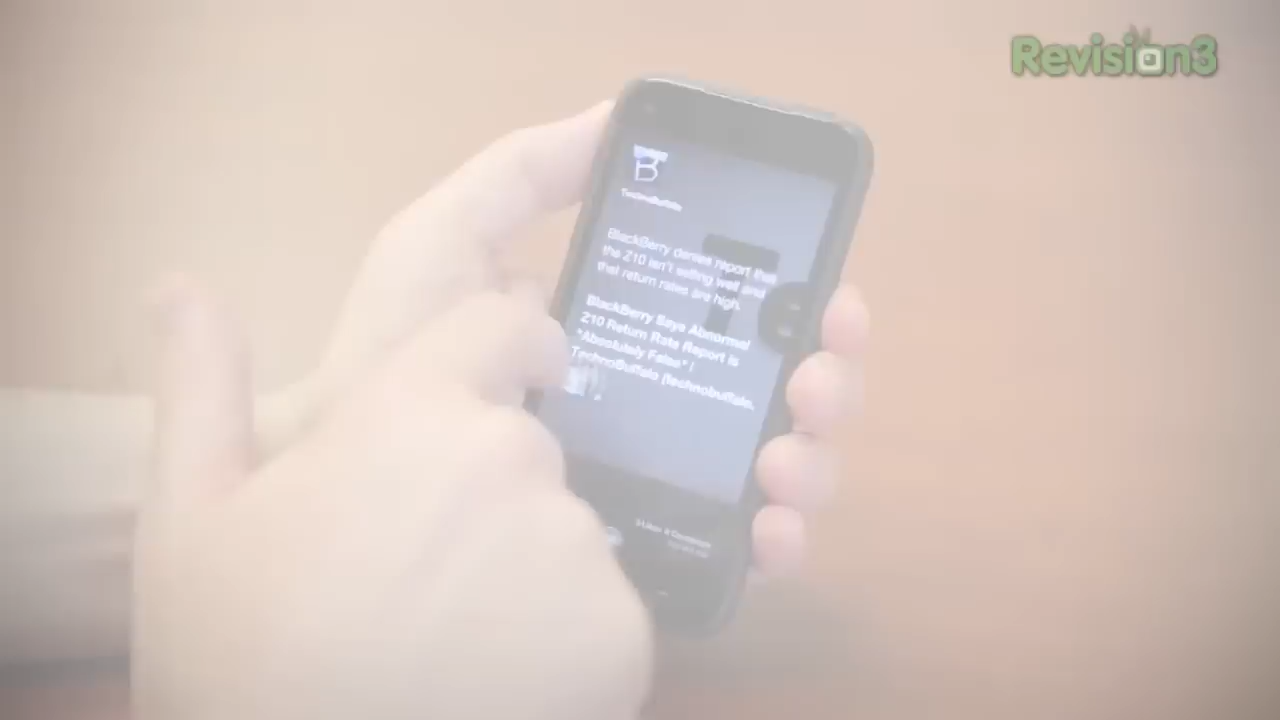 Revision3
B
TechnoBuffalo
BlackBerry denies report that
the Z10 isn't selling well and
that return rates are high.
BlackBerry Says Abnormal
Z10 Return Rate Report is
"Absolutely False" |
TechnoBuffalo (technobuffalo.